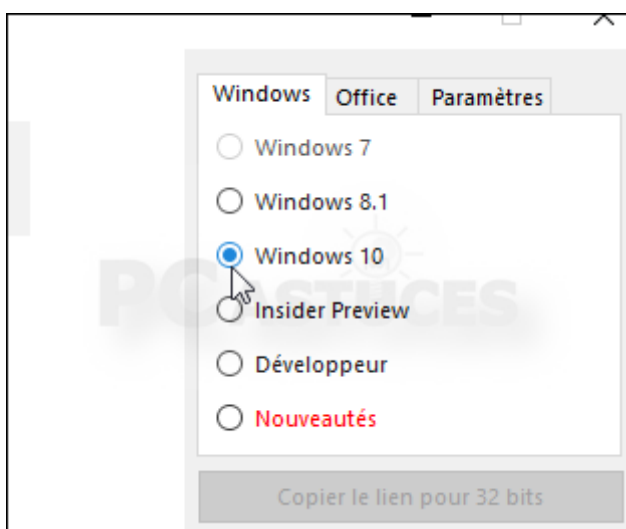 Windows Office Paramètres
Windows 7
Windows 8.1
Windows 10
PCASTUCES
Insider Preview
Développeur
Nouveautés
Copier le lien pour 32 bits